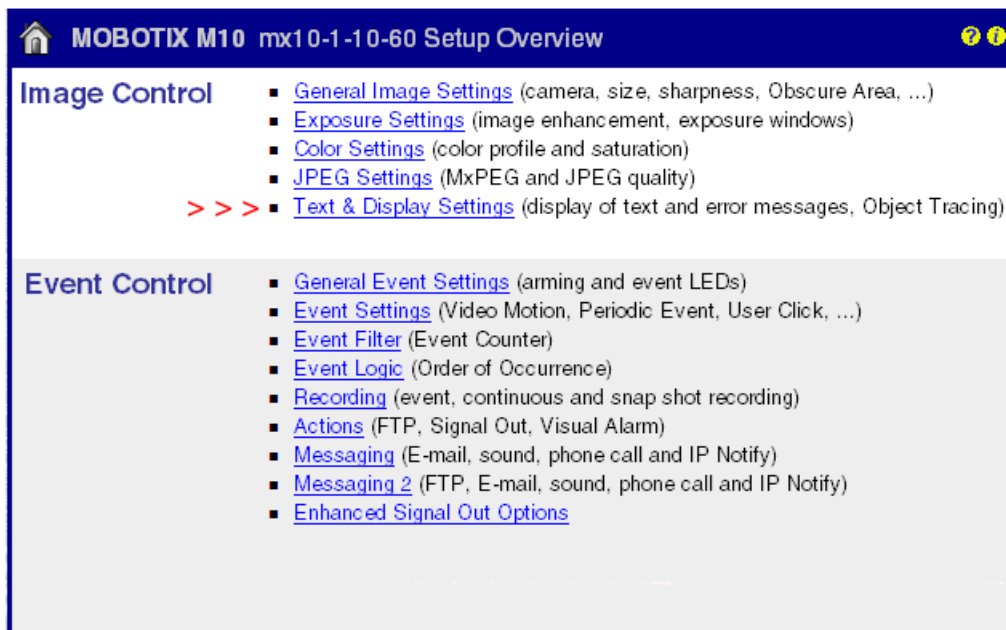 MOBOTIX M10 mx10-1-10-60 Setup Overview ? i
Image Control
General Image Settings (camera, size, sharpness, Obscure Area, ...)
Exposure Settings (image enhancement, exposure windows)
Color Settings (color profile and saturation)
JPEG Settings (MxPEG and JPEG quality)
> > > Text & Display Settings (display of text and error messages, Object Tracing)
Event Control
General Event Settings (arming and event LEDs)
Event Settings (Video Motion, Periodic Event, User Click, ...)
Event Filter (Event Counter)
Event Logic (Order of Occurrence)
Recording (event, continuous and snap shot recording)
Actions (FTP, Signal Out, Visual Alarm)
Messaging (E-mail, sound, phone call and IP Notify)
Messaging 2 (FTP, E-mail, sound, phone call and IP Notify)
Enhanced Signal Out Options